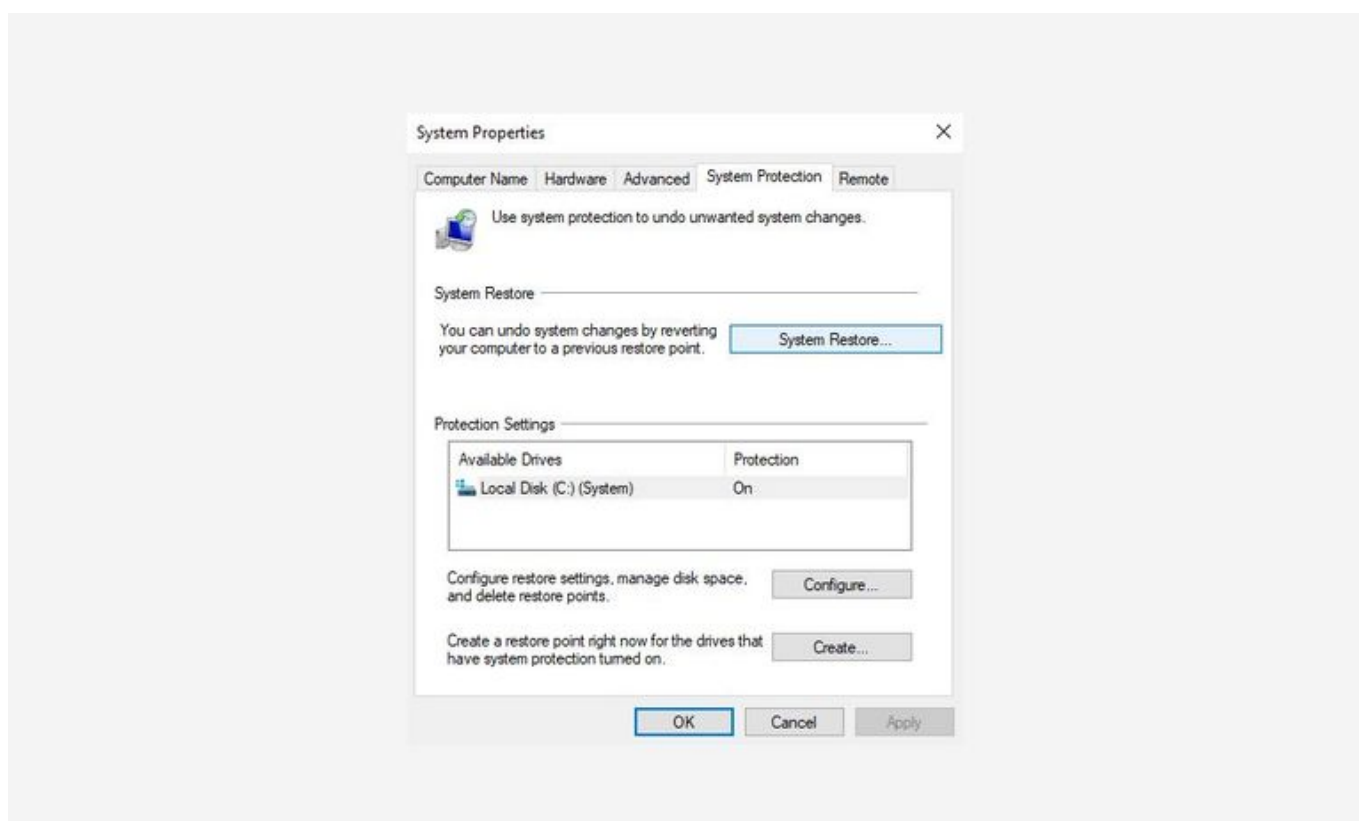 System Properties
Computer Name Hardware Advanced System Protection Remote
Use system protection to undo unwanted system changes.
System Restore
You can undo system changes by reverting
your computer to a previous restore point.
System Restore...
Protection Settings
Available Drives Protection
Local Disk (C:) (System) On
Configure restore settings, manage disk space,
and delete restore points.
Configure...
Create a restore point right now for the drives that
have system protection turned on.
Create...
OK Cancel Apply